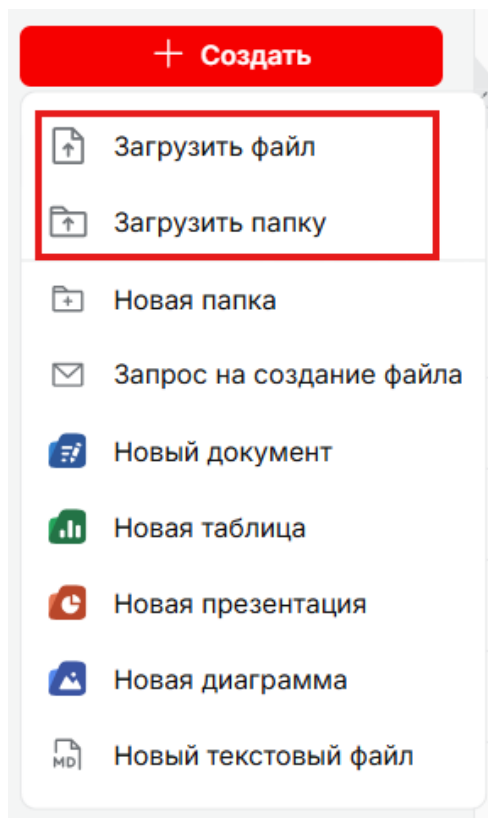 Создать
Загрузить файл
Загрузить папку
Новая папка
Запрос на создание файла
Новый документ
Новая таблица
Новая презентация
Новая диаграмма
MD
Новый текстовый файл